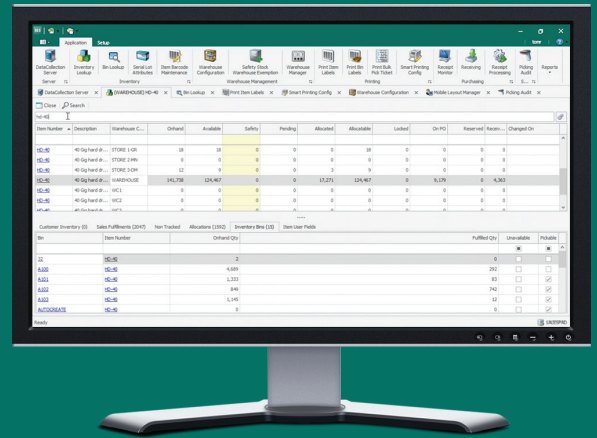 Application Setup tone
DataCollection Server Inventory Lookup Bin Lookup Serial Lot Attributes Item Barcode Maintenance Warehouse Configuration Safety Stock Warehouse Exemption Warehouse Manager Print Item Labels Print Bin Labels Print Bulk Pick Ticket Smart Printing Config Receipt Monitor Receiving Receipt Processing Picking Audit Reports
Server Inventory Warehouse Management Printing Purchasing S...
DataCollection Server x (WAREHOUSE) HD-40 x Bin Lookup x Print Item Labels x Smart Printing Config x Warehouse Configuration x Mobile Layout Manager x Picking Audit x
Close Search
hd-40
Item Number Description Warehouse C... Onhand Available Safety Pending Allocated Allocatable Locked On PO Reserved Receiv... Changed On
HD-40 40 Gig hard dr... STORE 1-GR 18 18 0 0 0 18 0 0 0 0
HD-40 40 Gig hard dr... STORE 2-MN 0 0 0 0 0 0 0 0 0 0
HD-40 40 Gig hard dr... STORE 3-DM 12 9 0 0 3 9 0 0 0 0
HD-40 40 Gig hard dr... WAREHOUSE 141,738 124,467 0 0 17,271 124,467 0 9,179 0 4,363
HD-40 40 Gig hard dr... WC1 0 0 0 0 0 0 0 0 0 0
HD-40 40 Gig hard dr... WC2 0 0 0 0 0 0 0 0 0 0
Customer Inventory (0) Sales Fulfillments (2047) Non-Tracked Allocations (1592) Inventory Bins (15) Item User Fields
Bin Item Number Onhand Qty Fulfilled Qty Unavailable Pickable
HD-40 2 0
A100 HD-40 4,689 292
A101 HD-40 1,333 83
A102 HD-40 849 742
A103 HD-40 1,145 12
AUTOCREATE HD-40 0 0
Ready